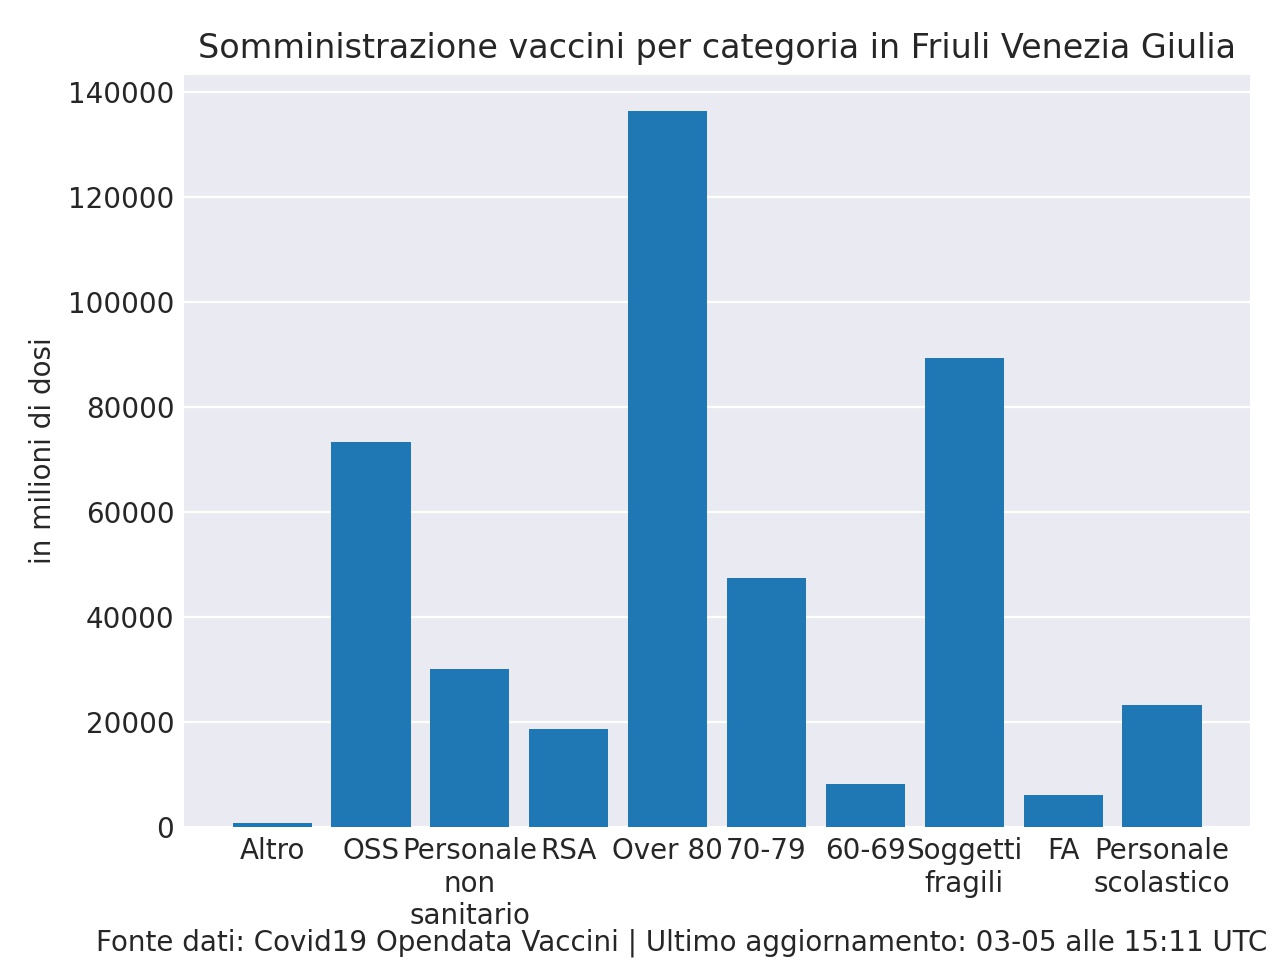 Somministrazione vaccini per categoria in Friuli Venezia Giulia
in milioni di dosi
140000
120000
100000
80000
60000
40000
20000
0
Altro
OSS
Personale
non
sanitario
RSA
Over 80
70-79
60-69
Soggetti
fragili
FA
Personale
scolastico
Fonte dati: Covid19 Opendata Vaccini | Ultimo aggiornamento: 03-05 alle 15:11 UTC